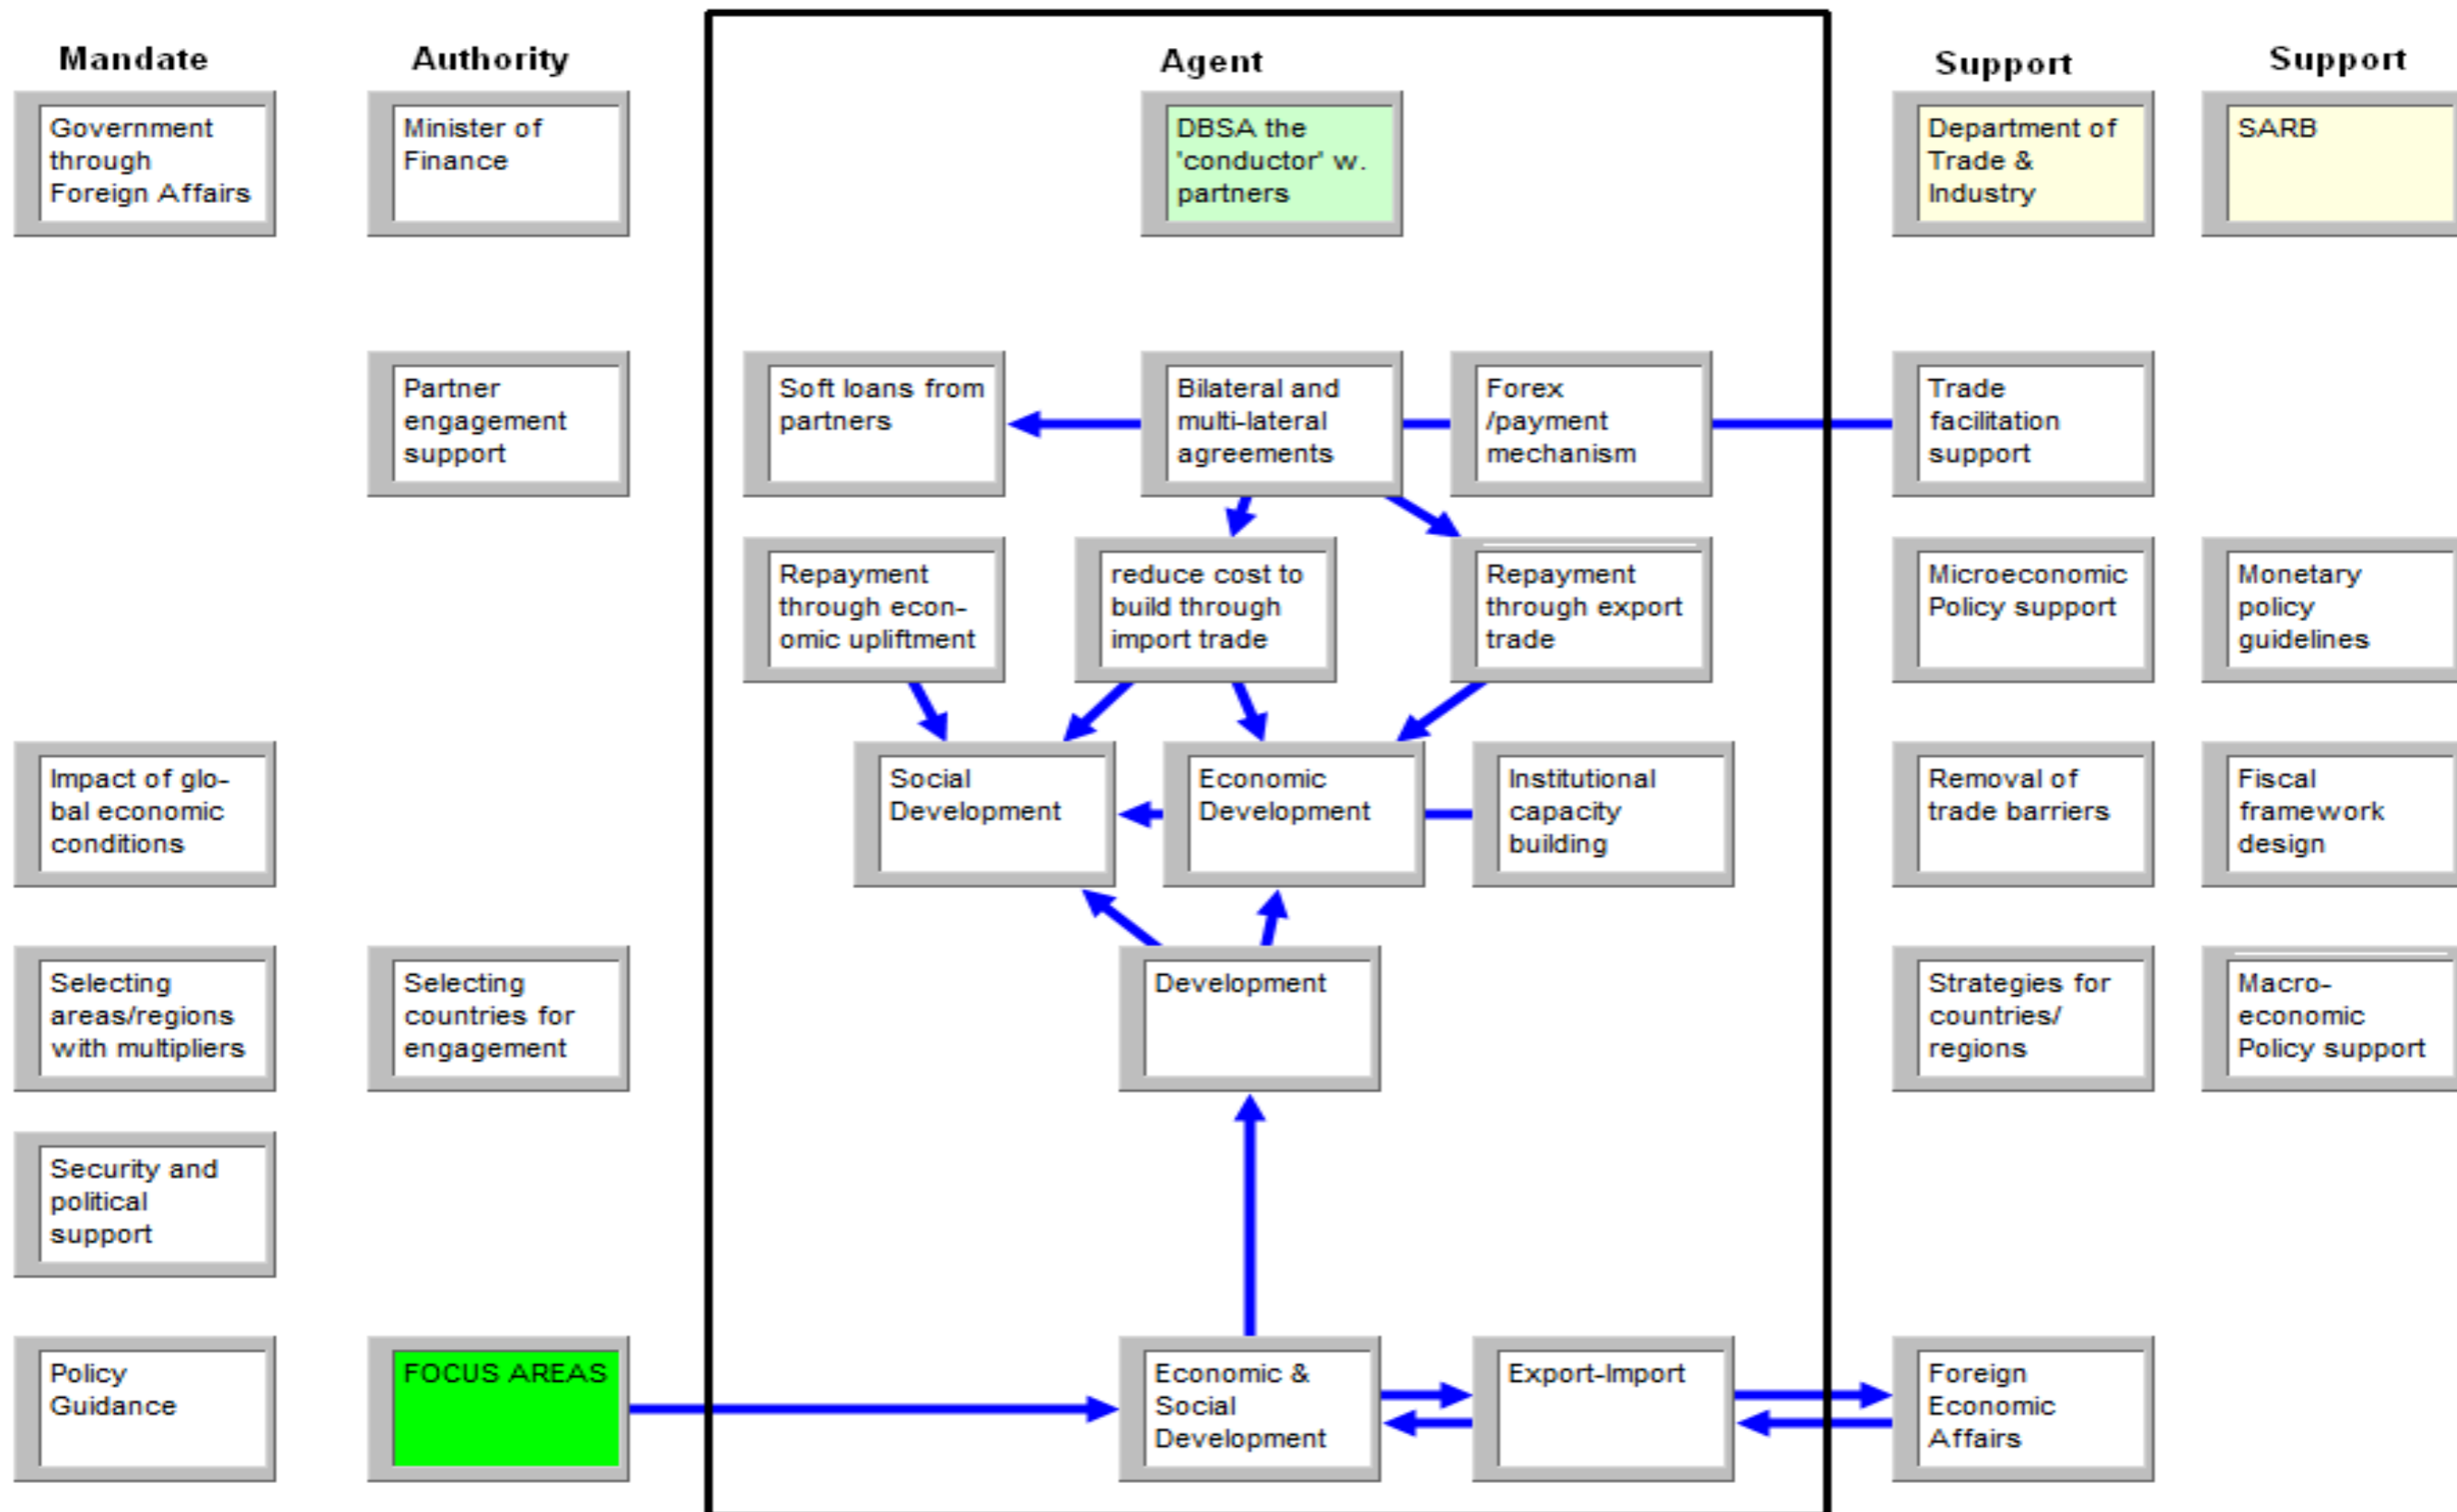 Mandate
Authority
Agent
Support
Support
Government
through
Foreign Affairs
Minister of
Finance
DBSA the
'conductor' w.
partners
Department of
Trade &
Industry
SARB
Partner
engagement
support
Soft loans from
partners
Bilateral and
multi-lateral
agreements
Forex
/payment
mechanism
Trade
facilitation
support
Repayment
through econ-
omic upliftment
reduce cost to
build through
import trade
Repayment
through export
trade
Microeconomic
Policy support
Monetary
policy
guidelines
Impact of glo-
bal economic
conditions
Social
Development
Economic
Development
Institutional
capacity
building
Removal of
trade barriers
Fiscal
framework
design
Selecting
areas/regions
with multipliers
Selecting
countries for
engagement
Development
Strategies for
countries/
regions
Macro-
economic
Policy support
Security and
political
support
Policy
Guidance
FOCUS AREAS
Economic &
Social
Development
Export-Import
Foreign
Economic
Affairs